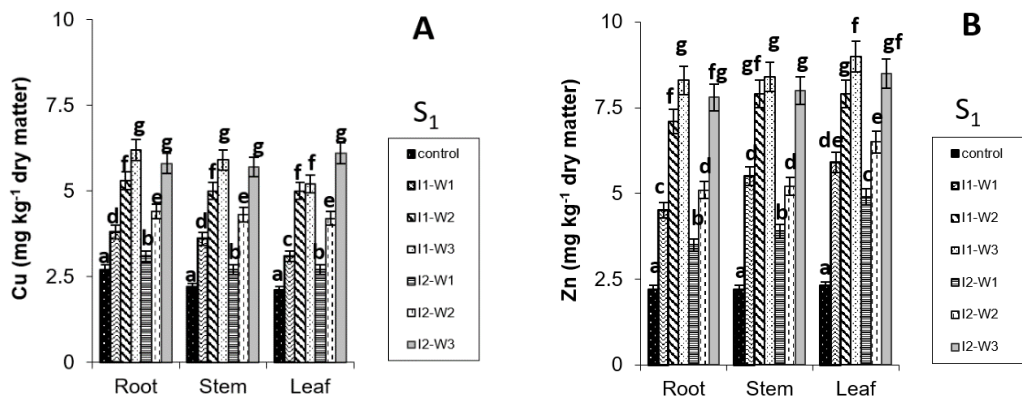 A
Cu (mg kg-1 dry matter)
10
7.5
5
2.5
0
a d f g b e g
a d f g b e g
a c f f b e g
Root Stem Leaf
S1
control
I1-W1
I1-W2
I1-W3
I2-W1
I2-W2
I2-W3
B
Zn (mg kg-1 dry matter)
10
7.5
5
2.5
0
a c f g b d fg
a d gf g b d g
a de g f c e gf
Root Stem Leaf
S1
control
I1-W1
I1-W2
I1-W3
I2-W1
I2-W2
I2-W3